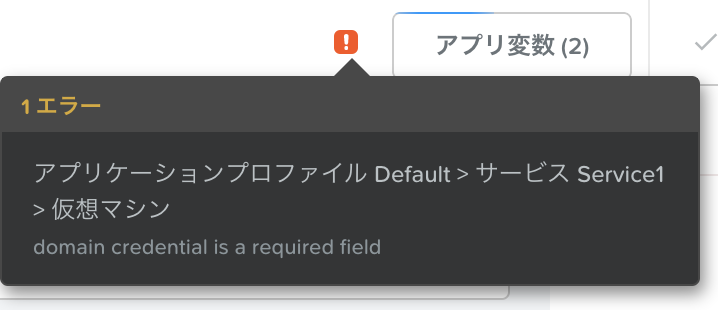 !
アプリ変数 (2)
1 エラー
アプリケーションプロファイル Default > サービス Service1
> 仮想マシン
domain credential is a required field